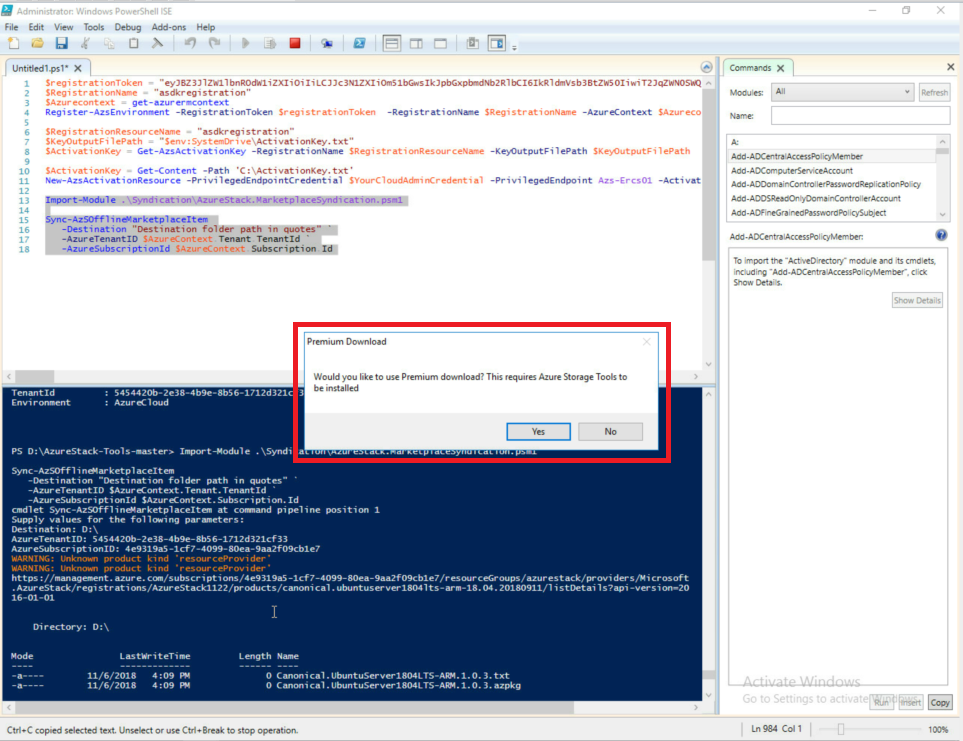 Administrator: Windows PowerShell ISE
File Edit View Tools Debug Add-ons Help
Untitled1.ps1* X
1 $RegistrationToken =
2 $RegistrationName = "asdkregistration"
3 $Azurecontext = get-azurermcontext
4 Register-AzsEnvironment -RegistrationToken $registrationToken -RegistrationName $RegistrationName -AzureContext $Azureco
5
6 $RegistrationResourceName = "asdkregistration"
7 $KeyOutputFilePath = "$env:SystemDrive\ActivationKey.txt"
8 $ActivationKey = Get-AzsActivationKey -RegistrationName $RegistrationResourceName -KeyOutputFilePath $KeyOutputFilePath
9
10 $ActivationKey = Get-Content -Path 'C:\ActivationKey.txt'
11 New-AzsActivationResource -PrivilegedEndpointCredential $YourCloudAdminCredential -PrivilegedEndpoint Azs-Ercs01 -Activat
12
13 Import-Module .\Syndication\AzureStack.MarketplaceSyndication.psm1
14
15 Sync-AzSOfflineMarketplaceItem
16 -Destination "Destination folder path in quotes" `
17 -AzureTenantID $AzureContext.Tenant.TenantId `
18 -AzureSubscriptionId $AzureContext.Subscription.Id
Premium Download
Would you like to use Premium download? This requires Azure Storage Tools to
be installed
Yes No
TenantId : 5454420b-2e38-4b9e-8b56-1712d321cf33
Environment : AzureCloud
PS D:\AzureStack-Tools-master> Import-Module .\Syndication\AzureStack.MarketplaceSyndication.psm1
Sync-AzSOfflineMarketplaceItem
-Destination "Destination folder path in quotes" `
-AzureTenantID $AzureContext.Tenant.TenantId `
-AzureSubscriptionId $AzureContext.Subscription.Id
cmdlet Sync-AzSOfflineMarketplaceItem at command pipeline position 1
Supply values for the following parameters:
Destination: D:\
AzureTenantID: 5454420b-2e38-4b9e-8b56-1712d321cf33
AzureSubscriptionID: 4e9319a5-1cf7-4099-80ea-9aa2f09cb1e7
WARNING: Unknown product kind 'resourceProvider'
WARNING: Unknown product kind 'resourceProvider'
https://management.azure.com/subscriptions/4e9319a5-1cf7-4099-80ea-9aa2f09cb1e7/resourceGroups/azurestack/providers/Microsoft
.AzureStack/registrations/AzureStack1122/products/canonical.ubuntuserver1804lts-arm-18.04.20180911/listDetails?api-version=20
16-01-01
Directory: D:\
Mode LastWriteTime Length Name
---- ------------- ------ ----
-a---- 11/6/2018 4:09 PM 0 Canonical.UbuntuServer1804LTS-ARM.1.0.3.txt
-a---- 11/6/2018 4:09 PM 0 Canonical.UbuntuServer1804LTS-ARM.1.0.3.azpkg
Commands X
Modules: All Refresh
Name:
A:
Add-ADCentralAccessPolicyMember
Add-ADComputerServiceAccount
Add-ADDomainControllerPasswordReplicationPolicy
Add-ADDSReadOnlyDomainControllerAccount
Add-ADFineGrainedPasswordPolicySubject
Add-ADCentralAccessPolicyMember:
To import the "ActiveDirectory" module and its cmdlets,
including "Add-ADCentralAccessPolicyMember", click
Show Details.
Show Details
Activate Windows
Go to Settings to activate Windows.
Run Insert Copy
Ctrl+C copied selected text. Unselect or use Ctrl+Break to stop operation.
Ln 984 Col 1
100%